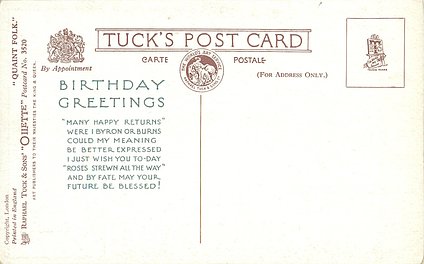 TUCK'S POST CARD
By Appointment
CARTE POSTALE
(FOR ADDRESS ONLY.)
BIRTHDAY
GREETINGS
"MANY HAPPY RETURNS"
WERE I BYRON OR BURNS
COULD MY MEANING
BE BETTER EXPRESSED
I JUST WISH YOU TO-DAY
"ROSES STREWN ALL THE WAY"
AND BY FATE MAY YOUR
FUTURE BE BLESSED!
"QUAINT FOLK."
RAPHAEL TUCK & SONS' "OILETTE" Postcard No. 3520
ART PUBLISHERS TO THEIR MAJESTIES THE KING & QUEEN.
Copyright, London
Printed in England